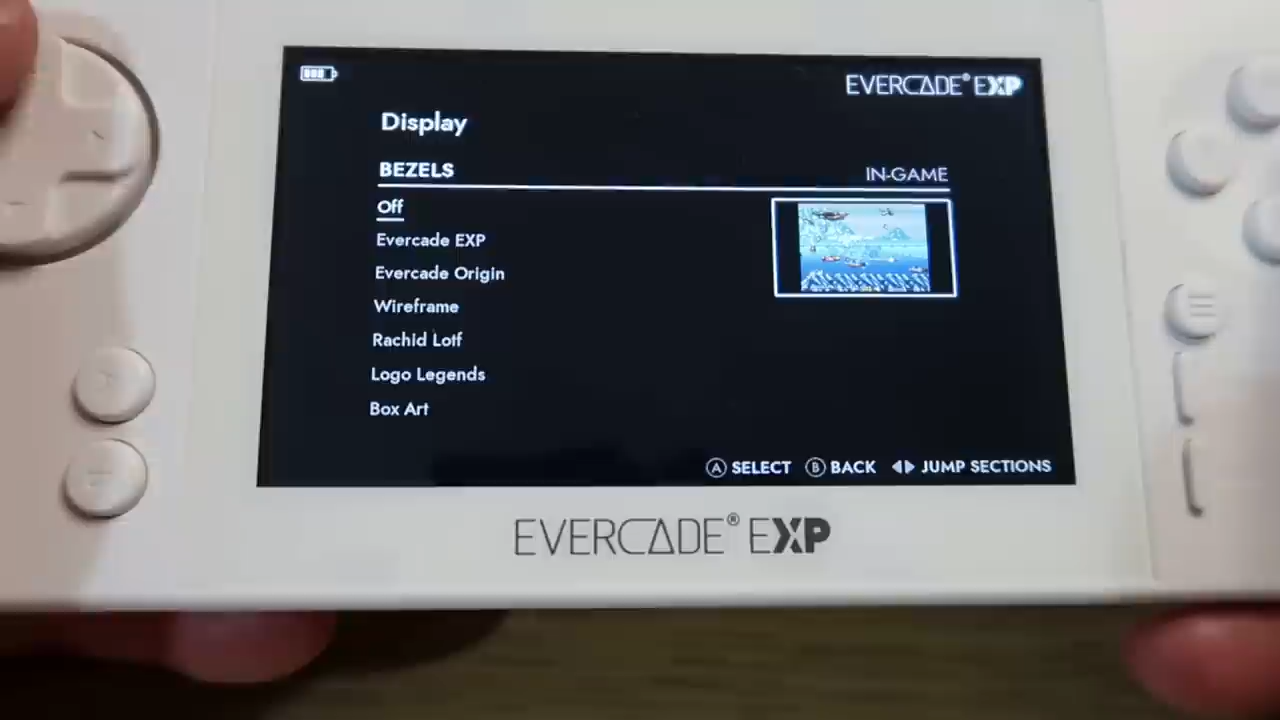 EVERCADE® EXP
Display
BEZELS
IN-GAME
Off
Evercade EXP
Evercade Origin
Wireframe
Rachid Lotf
Logo Legends
Box Art
A SELECT B BACK JUMP SECTIONS
EVERCADE® EXP